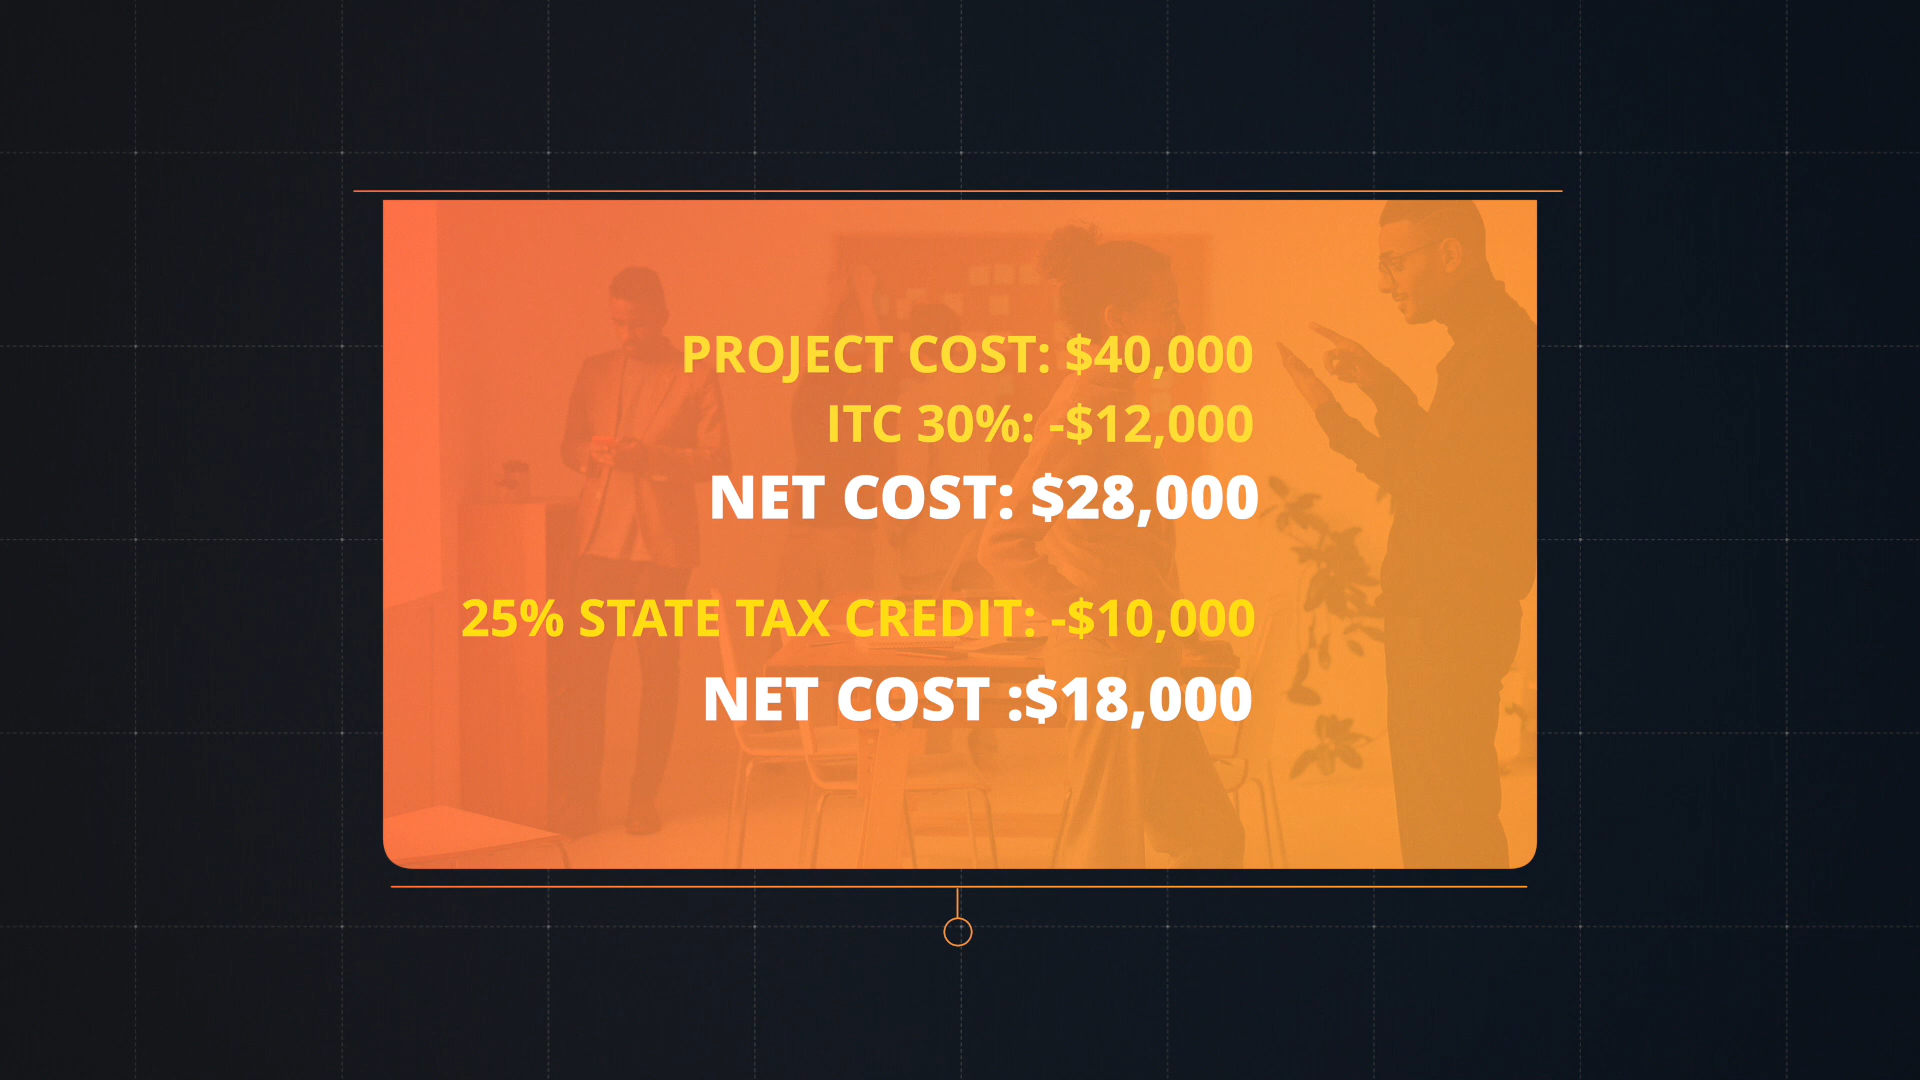 PROJECT COST: $40,000
ITC 30%: -$12,000
NET COST: $28,000
25% STATE TAX CREDIT: -$10,000
NET COST :$18,000